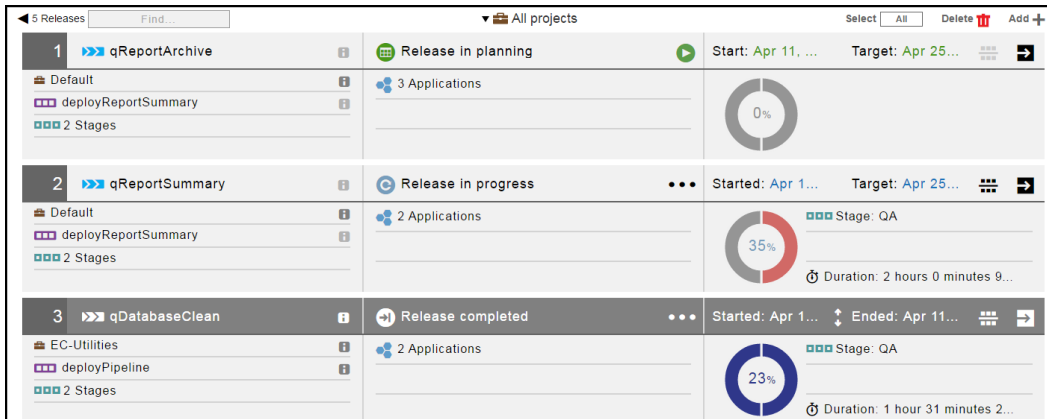 5 Releases Find... All projects Select All Delete Add
1 qReportArchive Release in planning Start: Apr 11, ... Target: Apr 25...
Default 3 Applications
deployReportSummary
2 Stages
0%
2 qReportSummary Release in progress Started: Apr 1... Target: Apr 25...
Default 2 Applications Stage: QA
deployReportSummary
35%
2 Stages
Duration: 2 hours 0 minutes 9...
3 qDatabaseClean Release completed Started: Apr 1... Ended: Apr 11...
EC-Utilities 2 Applications Stage: QA
deployPipeline
23%
2 Stages
Duration: 1 hour 31 minutes 2...